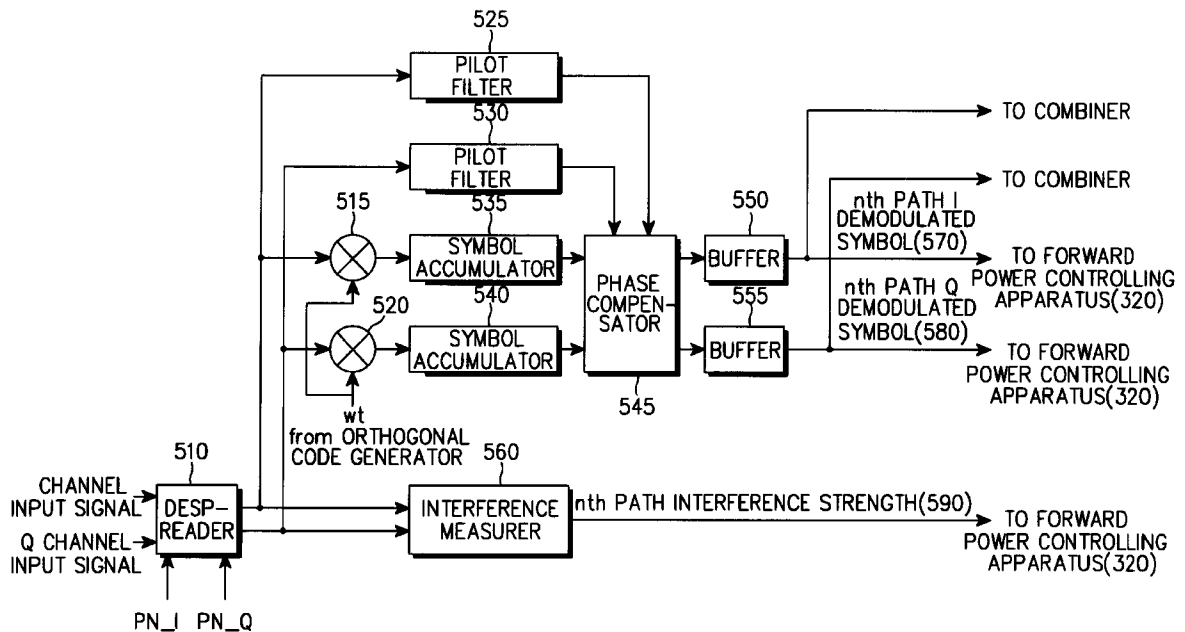 525
PILOT
FILTER
530
PILOT
FILTER
TO COMBINER
TO COMBINER
515
535
SYMBOL
ACCUMULATOR
550
BUFFER
nth PATH I
DEMODULATED
SYMBOL(570)
TO FORWARD
POWER CONTROLLING
APPARATUS(320)
PHASE
COMPEN-
SATOR
545
520
540
SYMBOL
ACCUMULATOR
555
BUFFER
nth PATH Q
DEMODULATED
SYMBOL(580)
TO FORWARD
POWER CONTROLLING
APPARATUS(320)
wt
from ORTHOGONAL
CODE GENERATOR
510
CHANNEL
INPUT SIGNAL
Q CHANNEL
INPUT SIGNAL
DESP-
READER
PN_I PN_Q
560
INTERFERENCE
MEASURER
nth PATH INTERFERENCE STRENGTH(590)
TO FORWARD
POWER CONTROLLING
APPARATUS(320)